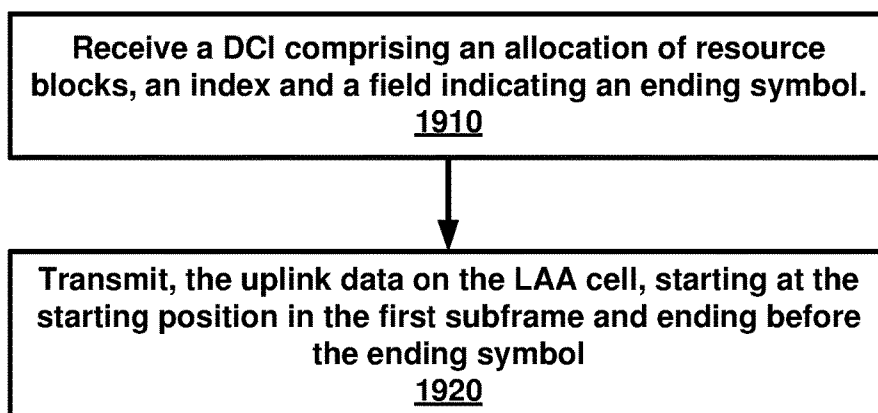 Receive a DCI comprising an allocation of resource
blocks, an index and a field indicating an ending symbol.
1910
Transmit, the uplink data on the LAA cell, starting at the
starting position in the first subframe and ending before
the ending symbol
1920